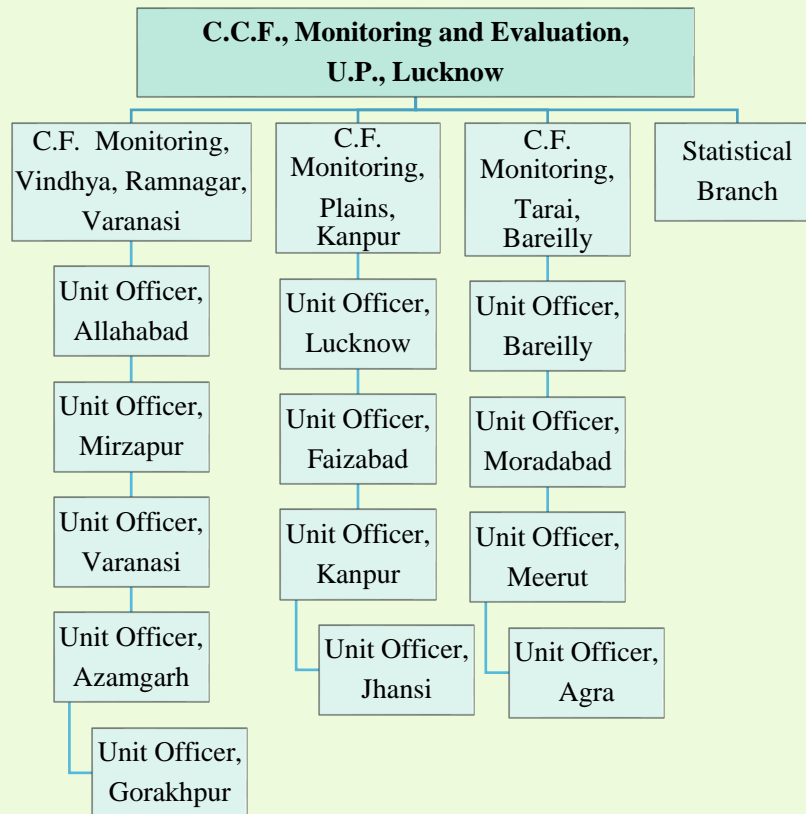 C.C.F., Monitoring and Evaluation,
U.P., Lucknow
C.F. Monitoring,
Vindhya, Ramnagar,
Varanasi
Unit Officer,
Allahabad
Unit Officer,
Mirzapur
Unit Officer,
Varanasi
Unit Officer,
Azamgarh
Unit Officer,
Gorakhpur
C.F.
Monitoring,
Plains,
Kanpur
Unit Officer,
Lucknow
Unit Officer,
Faizabad
Unit Officer,
Kanpur
Unit Officer,
Jhansi
C.F.
Monitoring,
Tarai,
Bareilly
Unit Officer,
Bareilly
Unit Officer,
Moradabad
Unit Officer,
Meerut
Unit Officer,
Agra
Statistical
Branch